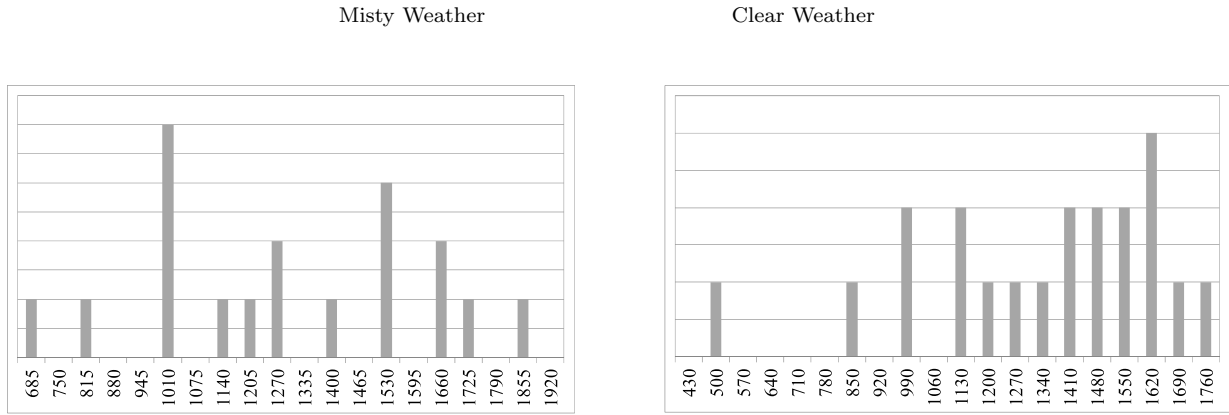 Misty Weather
Clear Weather
685 750 815 880 945 1010 1075 1140 1205 1270 1335 1400 1465 1530 1595 1660 1725 1790 1855 1920
430 500 570 640 710 780 850 920 990 1060 1130 1200 1270 1340 1410 1480 1550 1620 1690 1760